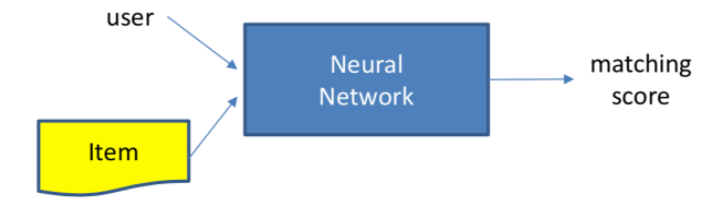 user
Neural
Network
matching
score
Item